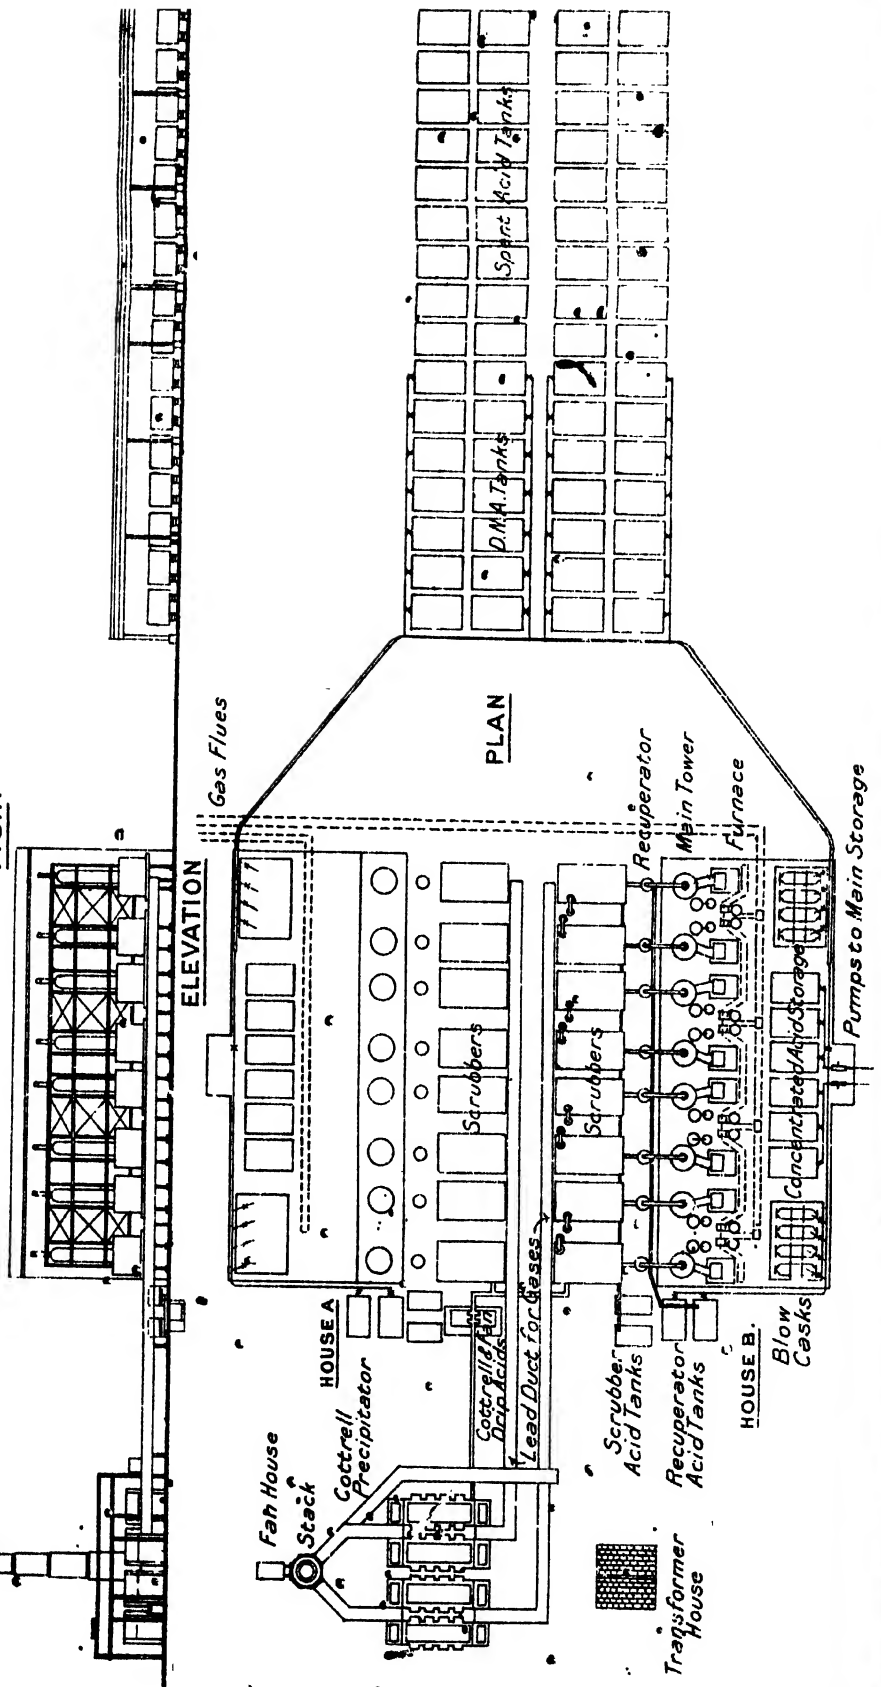 ELEVATION
Gas Flues
PLAN
Spent Acid Tanks
D.N.A. Tanks
Recuperator
Main Tower
Furnace
Pumps to Main Storage
Scrubbers
Scrubbers
Concentrated Acid Storage
HOUSE A
HOUSE B.
Blow
Casks
Cottrell & Fan
Drip Acids
Lead Duct for Gases
Scrubber
Acid Tanks
Recuperator
Acid Tanks
Cottrell
Precipitator
Fan House
Stack
Transformer
House